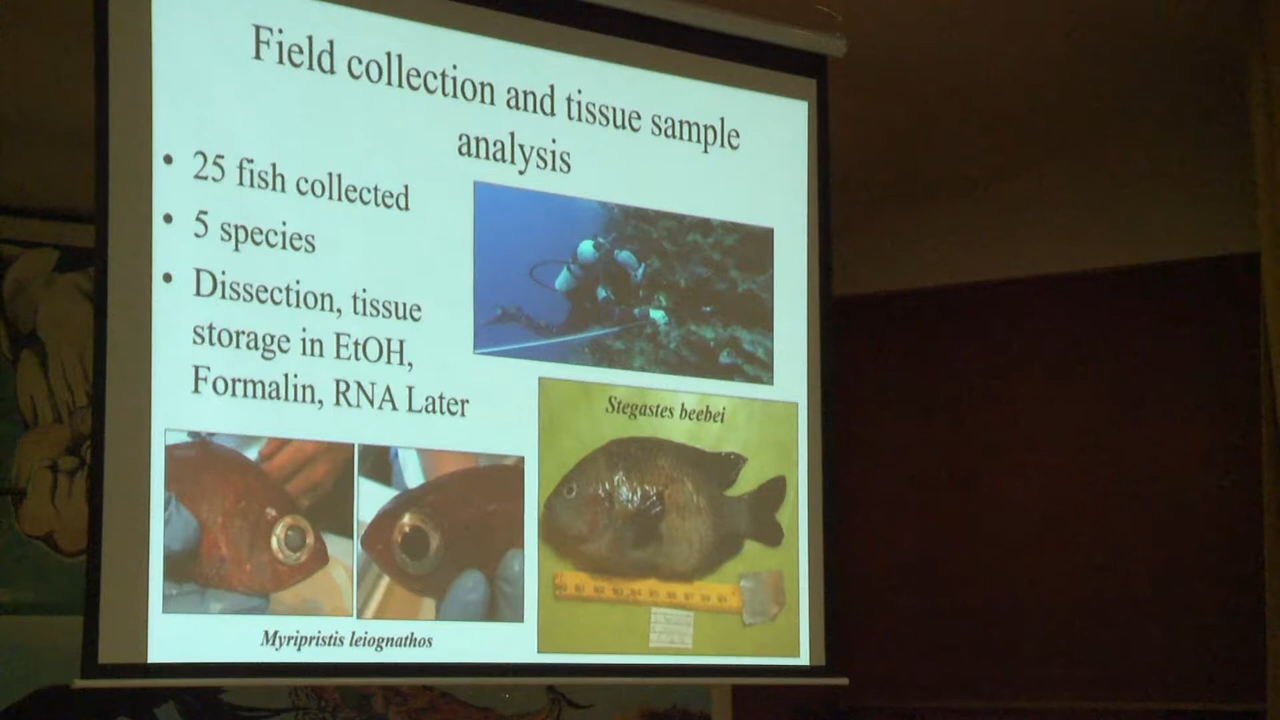 Field collection and tissue sample
analysis
• 25 fish collected
• 5 species
• Dissection, tissue
storage in EtOH,
Formalin, RNA Later
Stegastes beebei
Myripristis leiognathos